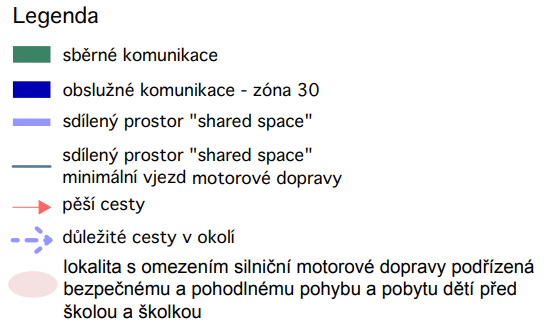 Legenda
sběrné komunikace
obslužné komunikace - zóna 30
sdílený prostor "shared space"
sdílený prostor "shared space"
minimální vjezd motorové dopravy
pěší cesty
důležité cesty v okolí
lokalita s omezením silniční motorové dopravy podřízená
bezpečnému a pohodlnému pohybu a pobytu dětí před
školou a školkou